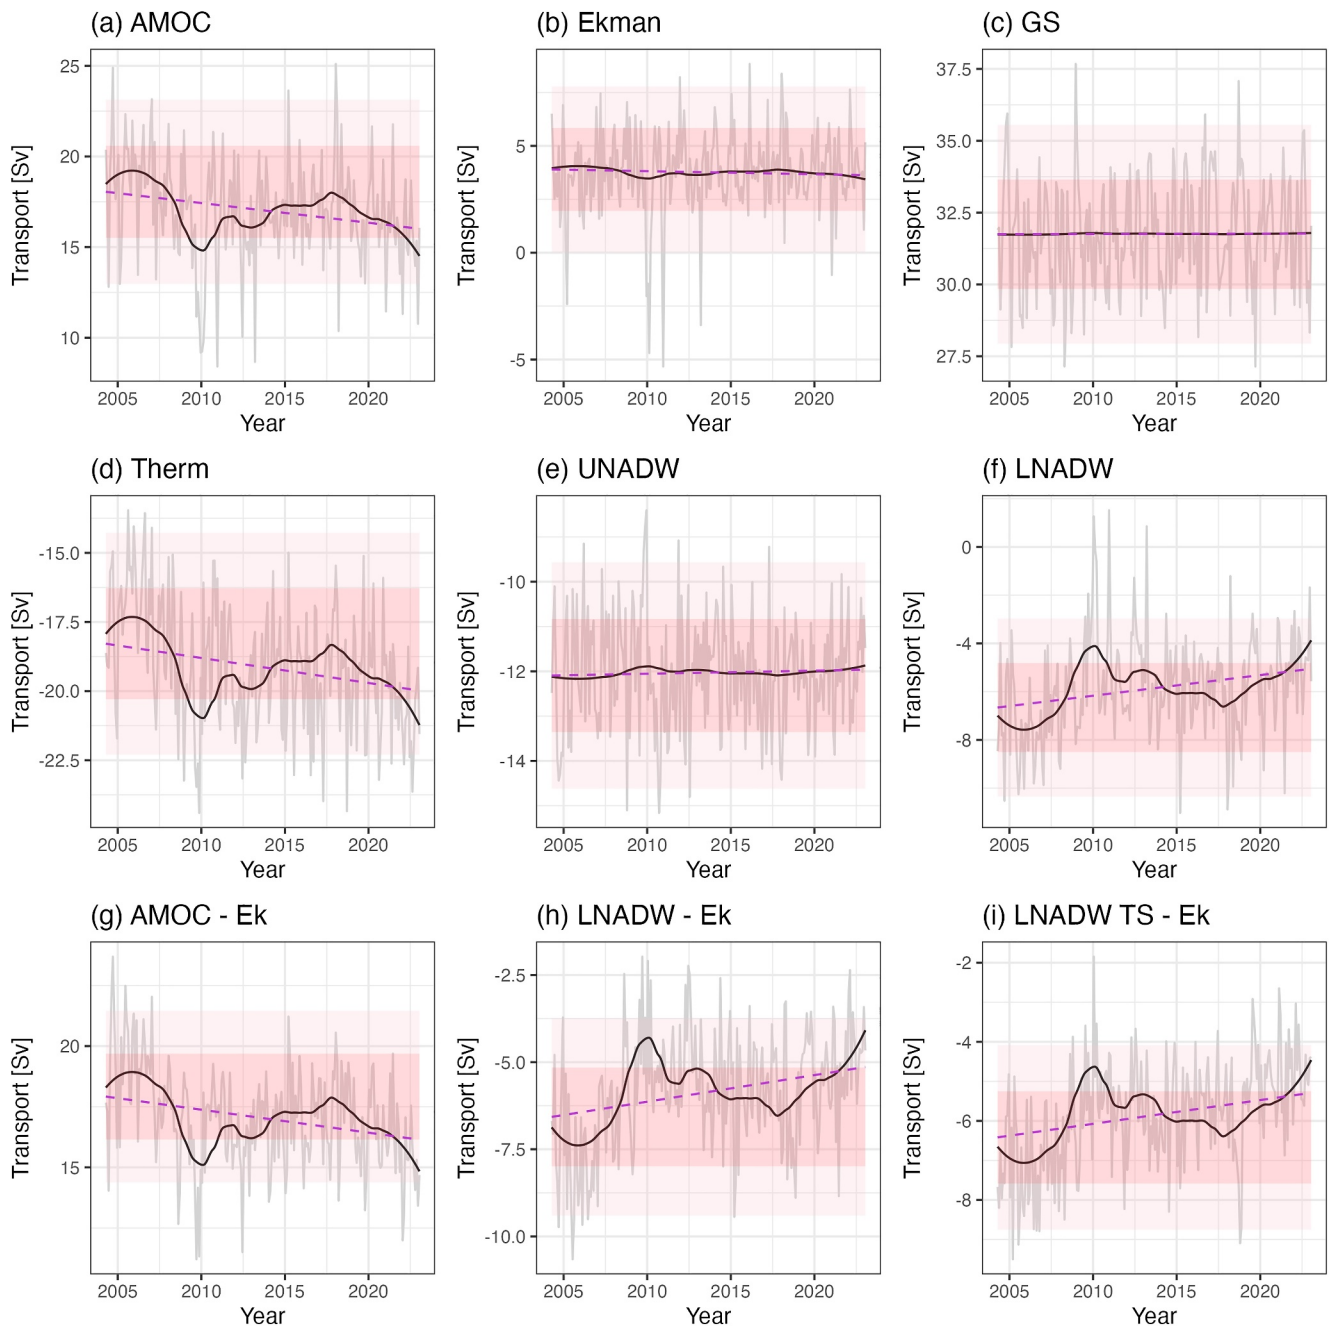 (a) AMOC
Transport [Sv]
25
20
15
10
2005 2010 2015 2020
Year
(b) Ekman
Transport [Sv]
5
0
-5
2005 2010 2015 2020
Year
(c) GS
Transport [Sv]
37.5
35.0
32.5
30.0
27.5
2005 2010 2015 2020
Year
(d) Therm
Transport [Sv]
-15.0
-17.5
-20.0
-22.5
2005 2010 2015 2020
Year
(e) UNADW
Transport [Sv]
-10
-12
-14
2005 2010 2015 2020
Year
(f) LNADW
Transport [Sv]
0
-4
-8
2005 2010 2015 2020
Year
(g) AMOC - Ek
Transport [Sv]
20
15
2005 2010 2015 2020
Year
(h) LNADW - Ek
Transport [Sv]
-2.5
-5.0
-7.5
-10.0
2005 2010 2015 2020
Year
(i) LNADW TS - Ek
Transport [Sv]
-2
-4
-6
-8
2005 2010 2015 2020
Year